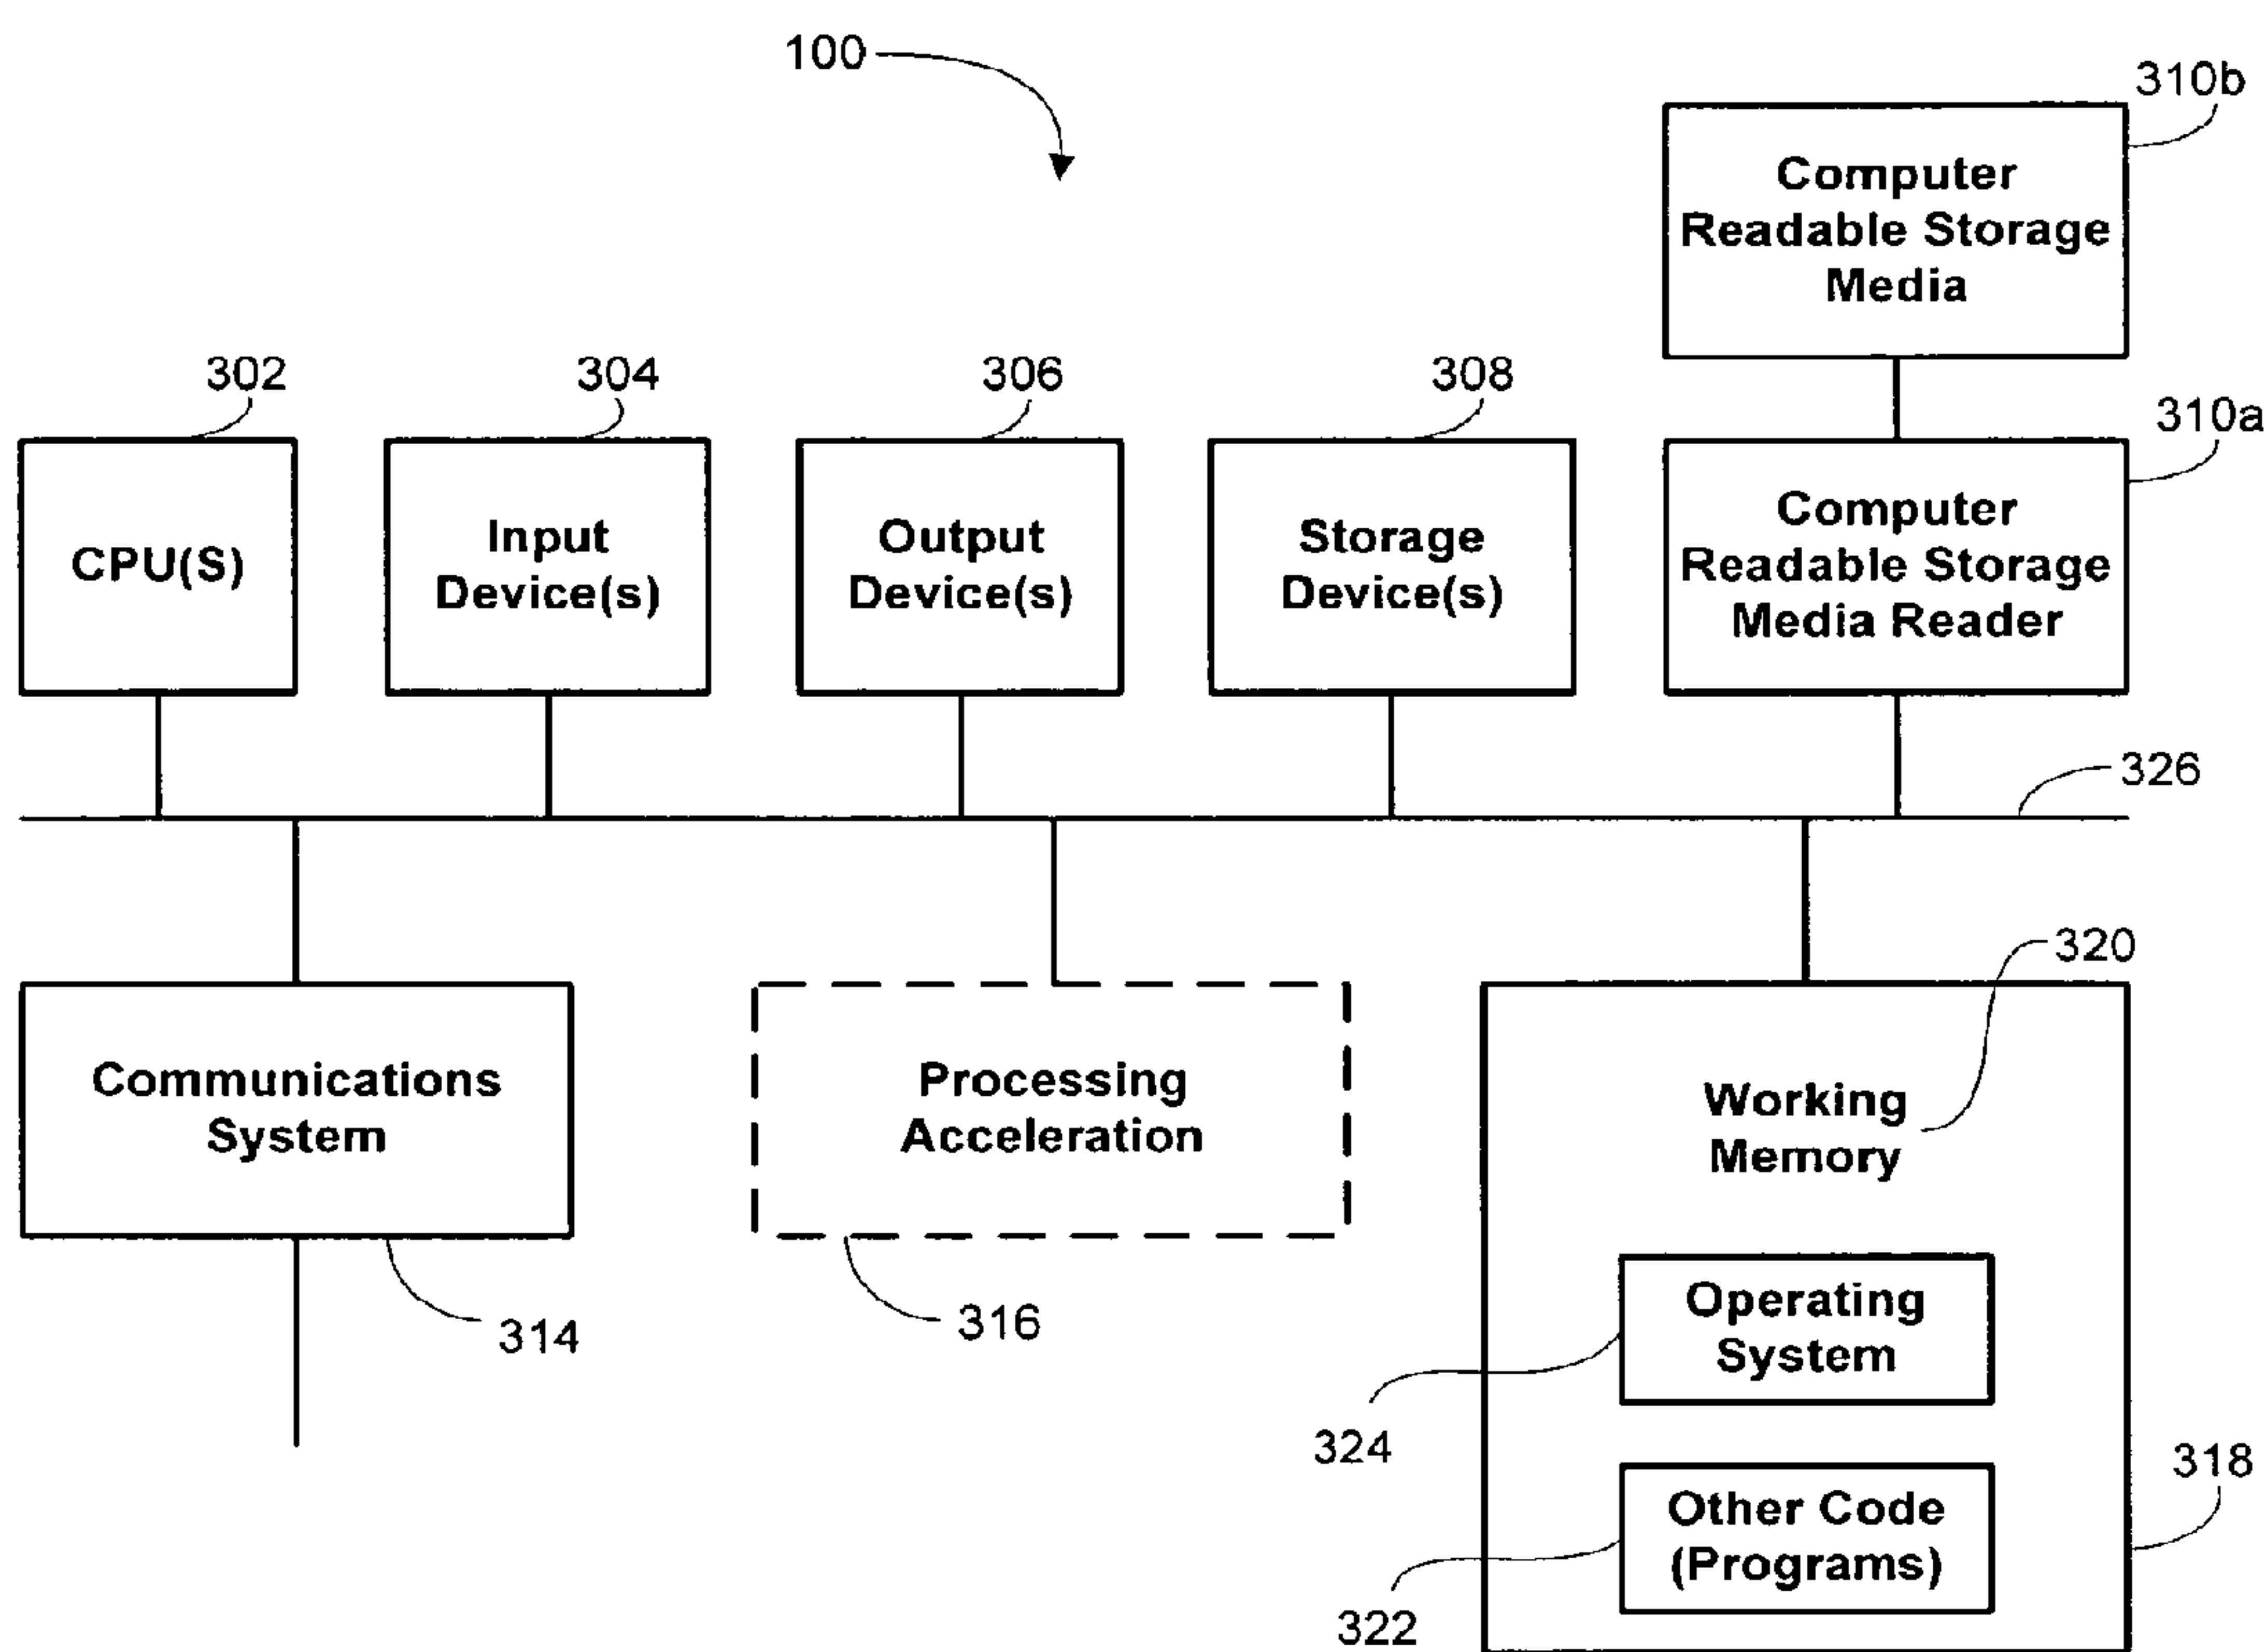 100
310b
Computer
Readable Storage
Media
302
304
306
308
310a
CPU(S)
Input
Device(s)
Output
Device(s)
Storage
Device(s)
Computer
Readable Storage
Media Reader
326
320
Communications
System
Processing
Acceleration
Working
Memory
314
316
Operating
System
324
318
Other Code
(Programs)
322